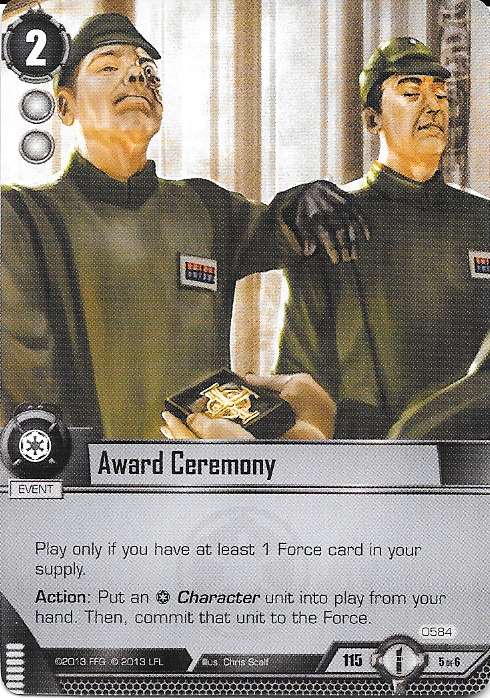 2
Award Ceremony
EVENT
Play only if you have at least 1 Force card in your
supply.
Action: Put an Character unit into play from your
hand. Then, commit that unit to the Force.
0584
©2013 FFG © 2013 LFL
Illus. Chris Scalf
115
5 OF 6